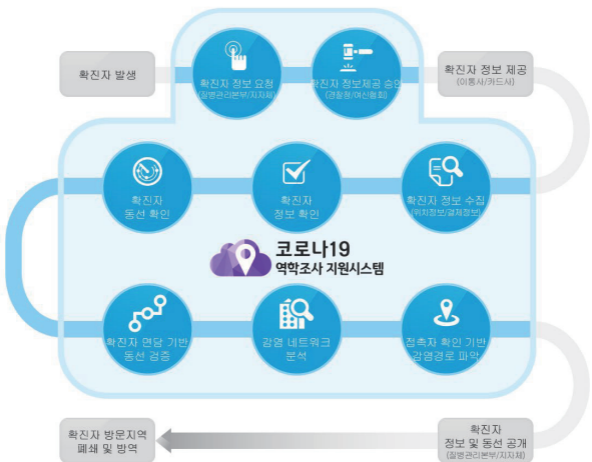 확진자 발생
확진자 정보 요청
(질병관리본부/지자체)
확진자 정보제공 승인
(경찰청/여신협회)
확진자 정보 제공
(이통사/카드사)
확진자
동선 확인
확진자
정보 확인
확진자 정보 수집
(위치정보/결제정보)
코로나19
역학조사 지원시스템
확진자 면담 기반
동선 검증
감염 네트워크
분석
접촉자 확인 기반
감염경로 파악
확진자 방문지역
폐쇄 및 방역
확진자
정보 및 동선 공개
(질병관리본부/지자체)